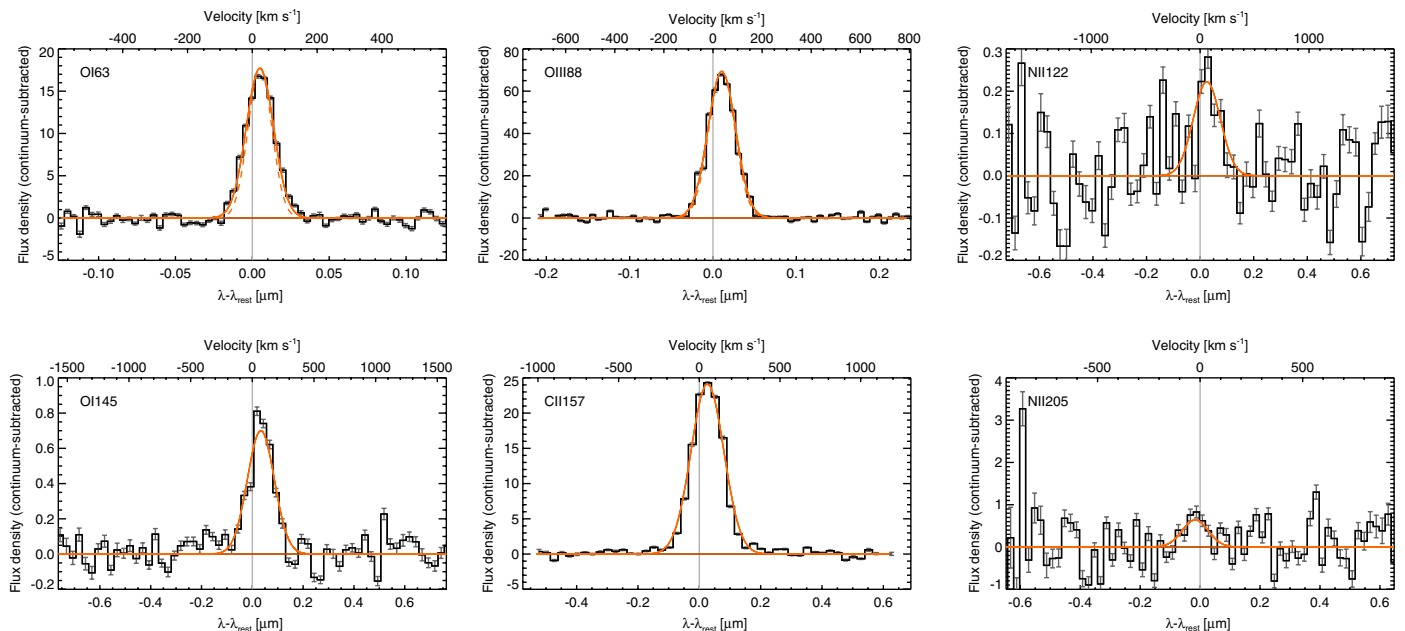 Velocity [km s⁻¹]
-400 -200 0 200 400
OI63
Flux density (continuum-subtracted)
20
15
10
5
0
-5
-0.10 -0.05 0.00 0.05 0.10
λ-λrest [μm]
Velocity [km s⁻¹]
-600 -400 -200 0 200 400 600 800
OIII88
Flux density (continuum-subtracted)
80
60
40
20
0
-20
-0.2 -0.1 0.0 0.1 0.2
λ-λrest [μm]
Velocity [km s⁻¹]
-1000 0 1000
NII122
Flux density (continuum-subtracted)
0.3
0.2
0.1
0.0
-0.1
-0.2
-0.6 -0.4 -0.2 0.0 0.2 0.4 0.6
λ-λrest [μm]
Velocity [km s⁻¹]
-1500 -1000 -500 0 500 1000 1500
OI145
Flux density (continuum-subtracted)
1.0
0.8
0.6
0.4
0.2
0.0
-0.2
-0.6 -0.4 -0.2 0.0 0.2 0.4 0.6
λ-λrest [μm]
Velocity [km s⁻¹]
-1000 -500 0 500 1000
CII157
Flux density (continuum-subtracted)
25
20
15
10
5
0
-5
-0.4 -0.2 0.0 0.2 0.4 0.6
λ-λrest [μm]
Velocity [km s⁻¹]
-500 0 500
NII205
Flux density (continuum-subtracted)
4
3
2
1
0
-1
-0.6 -0.4 -0.2 0.0 0.2 0.4 0.6
λ-λrest [μm]